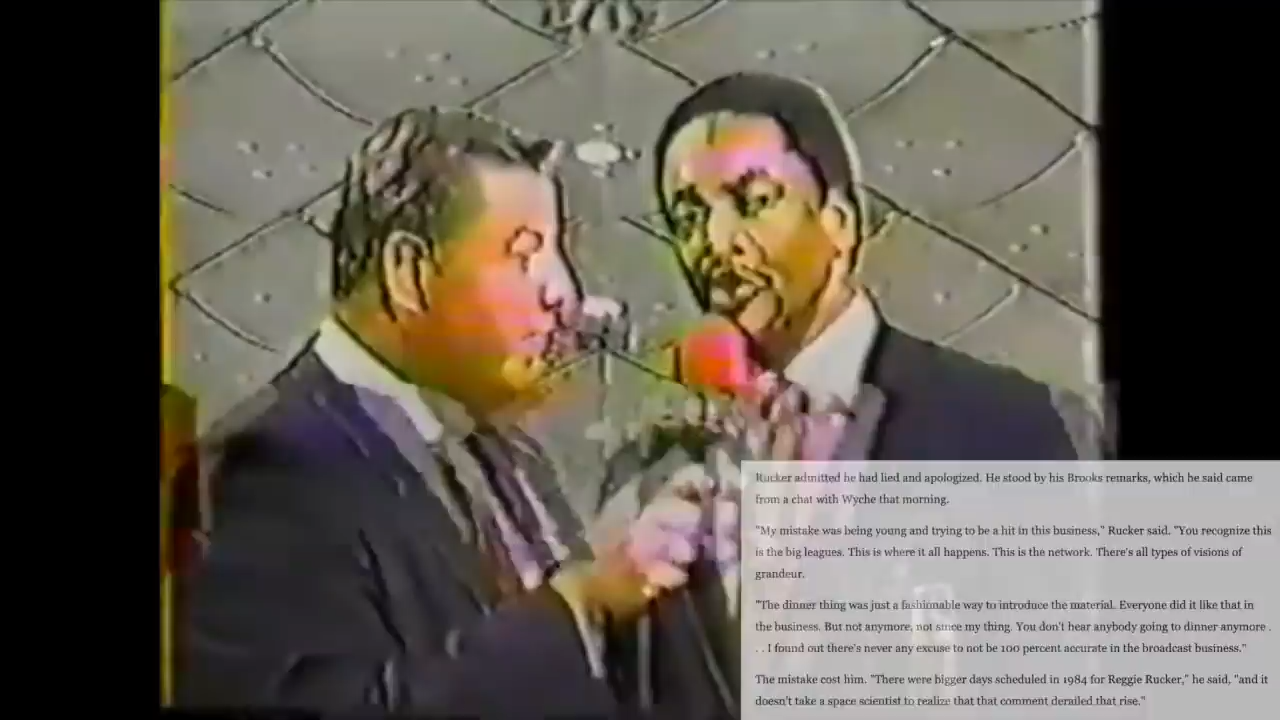 Rucker admitted he had lied and apologized. He stood by his Brooks remarks, which he said came
from a chat with Wyche that morning.
"My mistake was being young and trying to be a hit in this business," Rucker said. "You recognize this
is the big leagues. This is where it all happens. This is the network. There's all types of visions of
grandeur.
"The dinner thing was just a fashionable way to introduce the material. Everyone did it like that in
the business. But not anymore, not since my thing. You don't hear anybody going to dinner anymore .
. . I found out there's never any excuse to not be 100 percent accurate in the broadcast business."
The mistake cost him. "There were bigger days scheduled in 1984 for Reggie Rucker," he said, "and it
doesn't take a space scientist to realize that that comment derailed that rise."